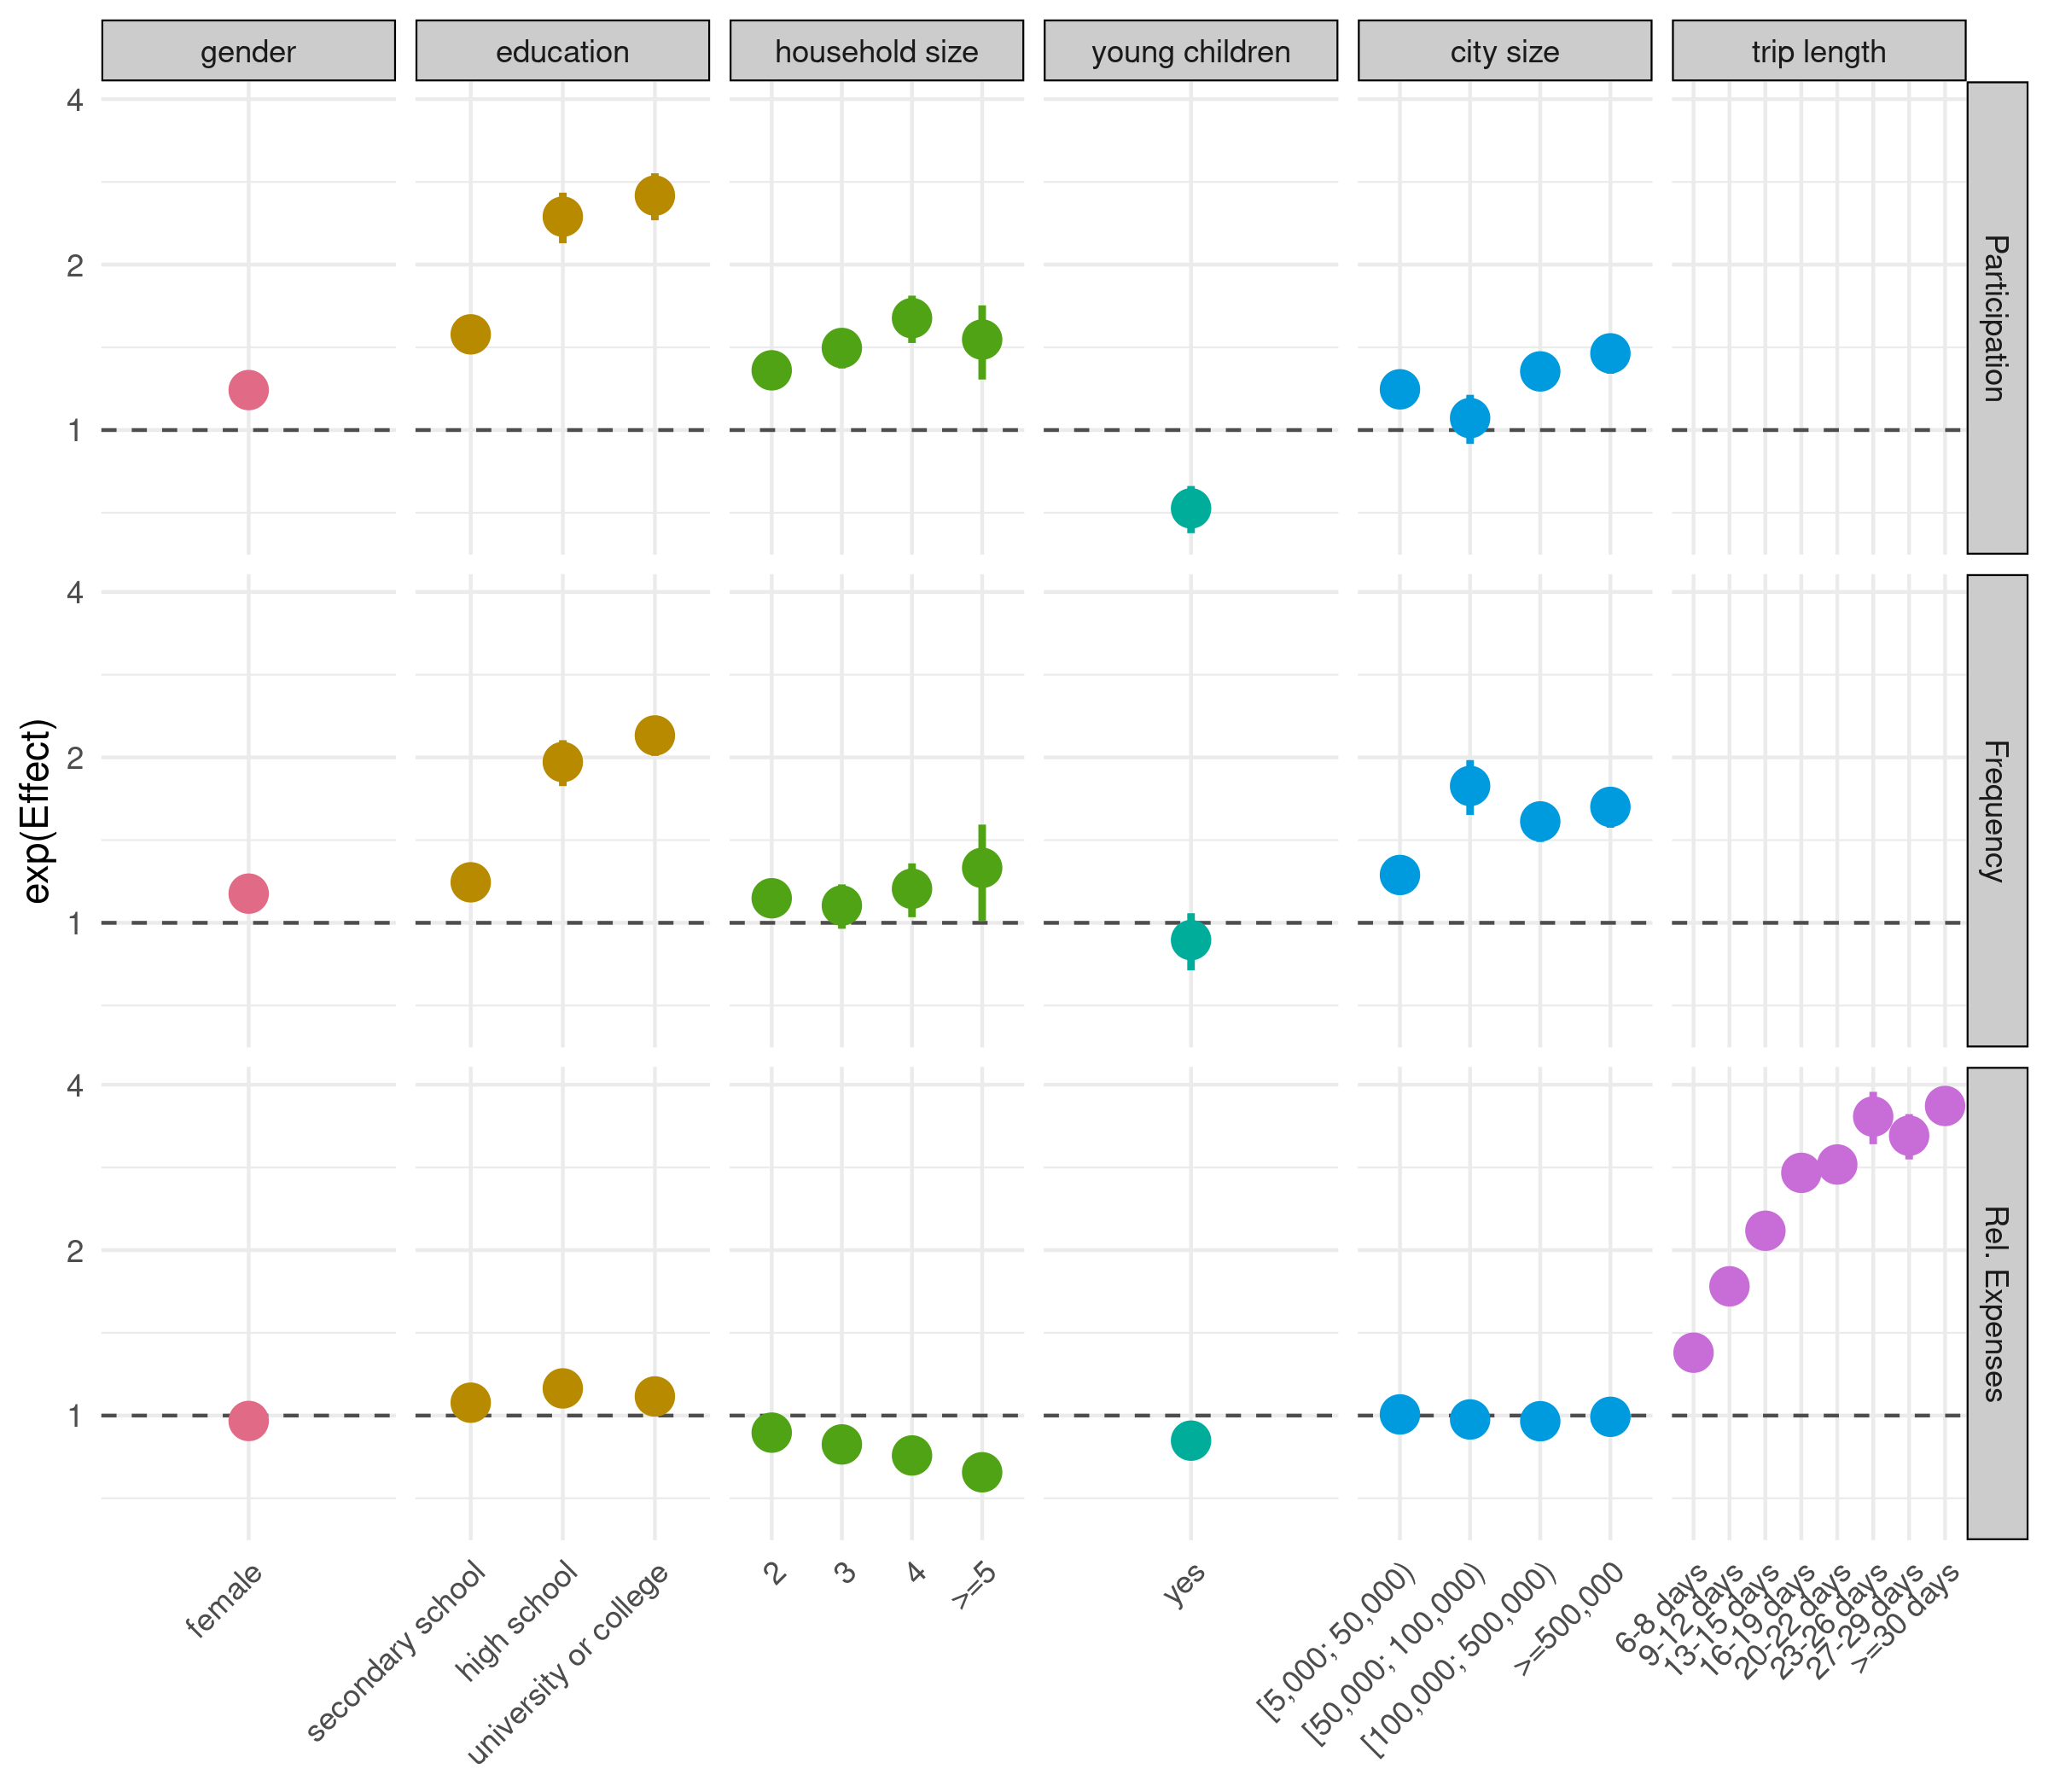 gender
education
household size
young children
city size
trip length
4
2
1
Participation
exp(Effect)
4
2
1
Frequency
4
2
1
Rel. Expenses
female
secondary school
high school
university or college
2
3
4
>=5
yes
[5,000; 50,000)
[50,000; 100,000)
[100,000; 500,000)
>=500,000
6-8 days
9-12 days
13-15 days
16-19 days
20-22 days
23-26 days
27-29 days
>=30 days